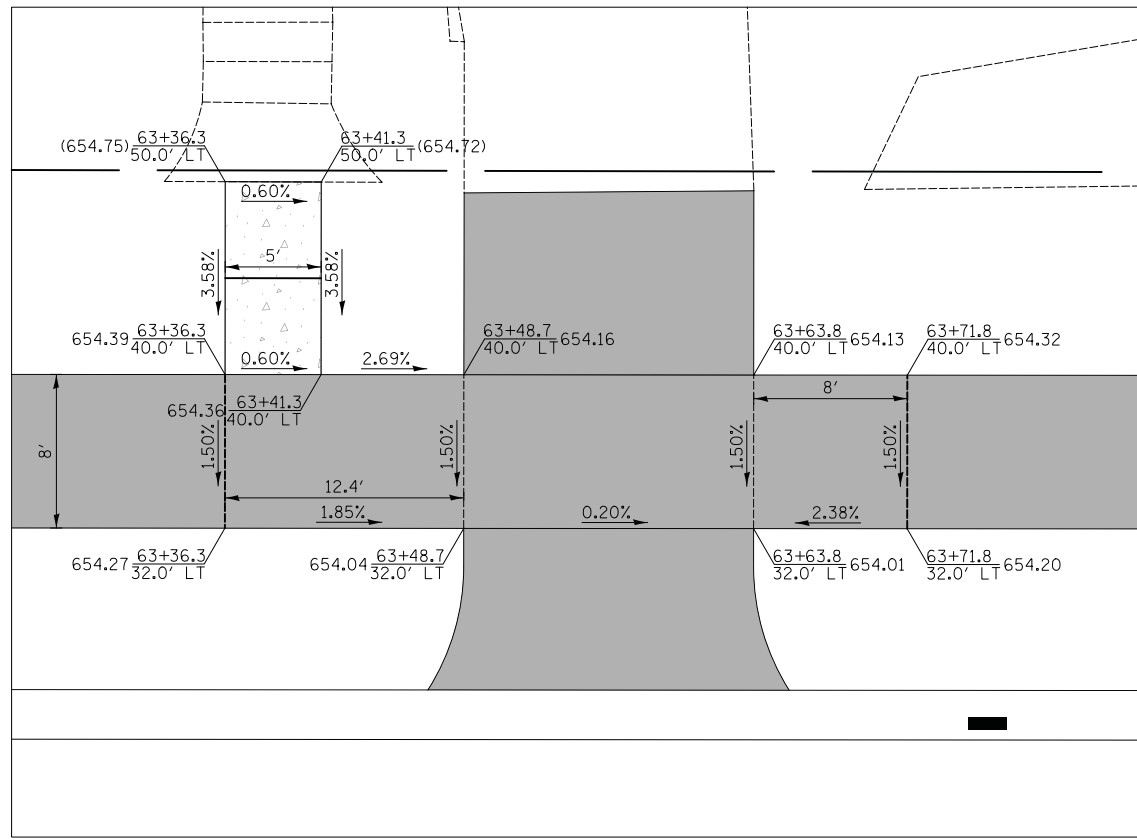 (654.75) 63+36.3
50.0' LT
63+41.3 (654.72)
50.0' LT
0.60%
3.58%
5'
3.58%
654.39 63+36.3
40.0' LT
0.60%
2.69%
63+48.7 654.16
40.0' LT
63+63.8 654.13
40.0' LT
63+71.8 654.32
40.0' LT
654.36 63+41.3
40.0' LT
8'
8'
1.50%
1.50%
1.50%
1.50%
12.4'
1.85%
0.20%
2.38%
654.27 63+36.3
32.0' LT
654.04 63+48.7
32.0' LT
63+63.8 654.01
32.0' LT
63+71.8 654.20
32.0' LT